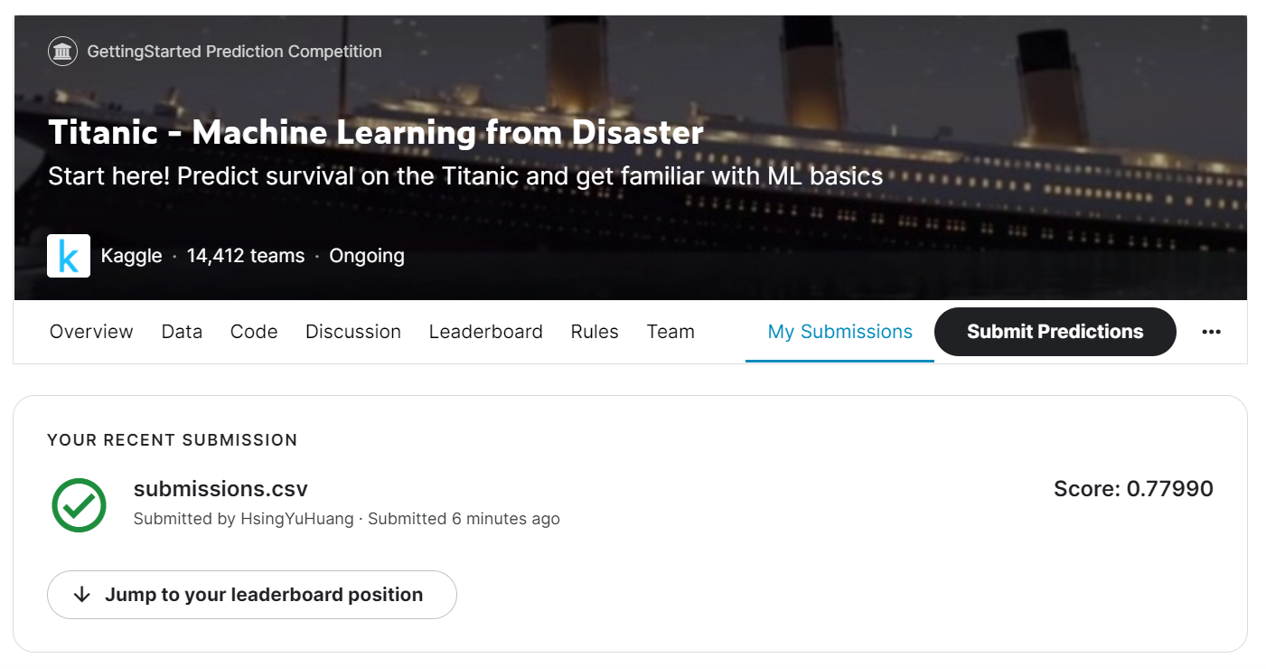 GettingStarted Prediction Competition
Titanic - Machine Learning from Disaster
Start here! Predict survival on the Titanic and get familiar with ML basics
k Kaggle · 14,412 teams · Ongoing
Overview Data Code Discussion Leaderboard Rules Team My Submissions Submit Predictions
YOUR RECENT SUBMISSION
submissions.csv Score: 0.77990
Submitted by HsingYuHuang · Submitted 6 minutes ago
Jump to your leaderboard position